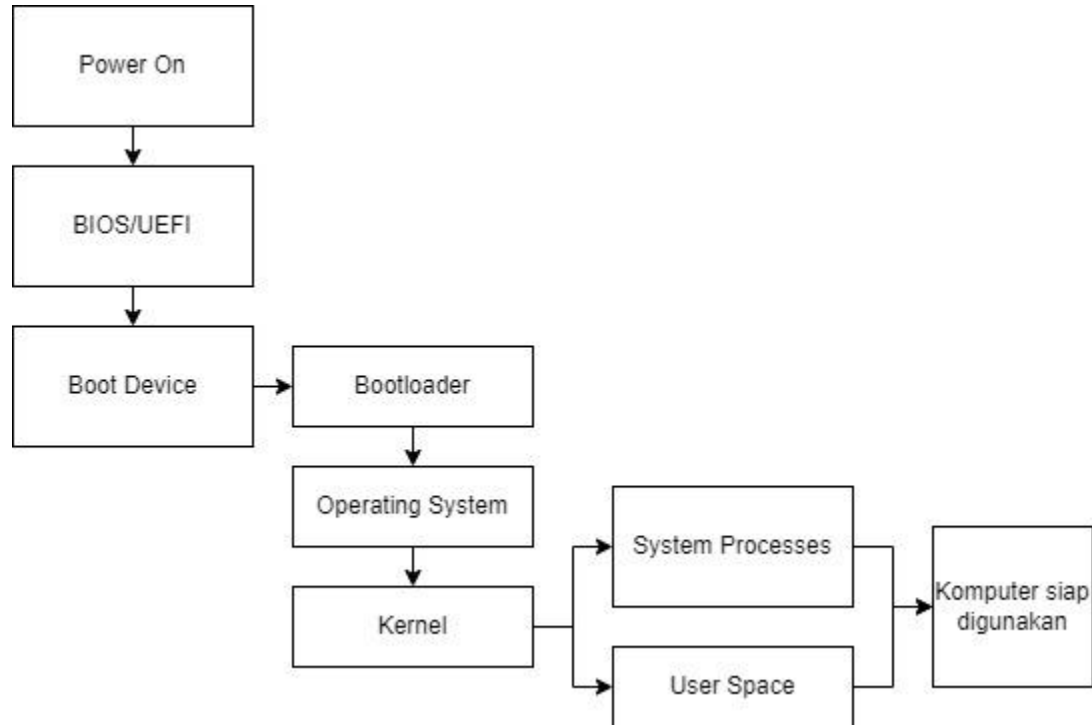 Power On
BIOS/UEFI
Boot Device
Bootloader
Operating System
Kernel
System Processes
User Space
Komputer siap
digunakan